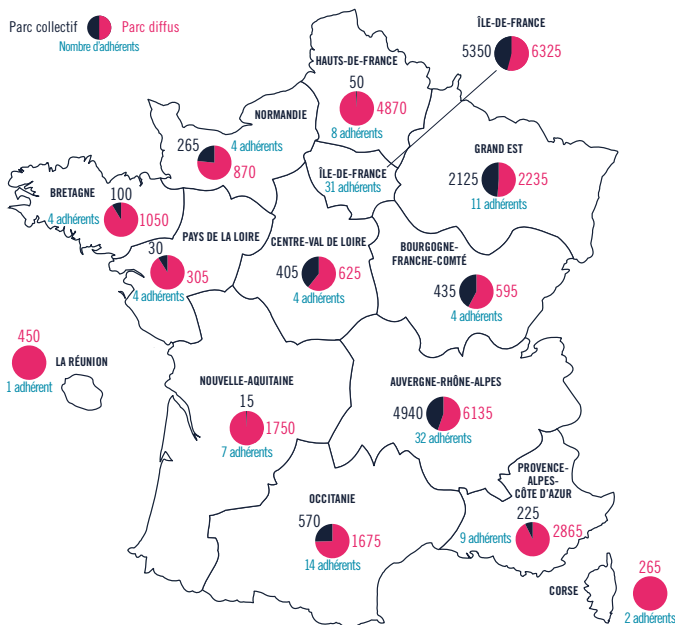 Parc collectif Parc diffus
Nombre d'adhérents
ÎLE-DE-FRANCE
5350 6325
HAUTS-DE-FRANCE
50
4870
8 adhérents
NORMANDIE
265 4 adhérents
870
ÎLE-DE-FRANCE
31 adhérents
GRAND EST
2125 2235
11 adhérents
BRETAGNE
100
4 adhérents 1050
PAYS DE LA LOIRE
30
305
4 adhérents
CENTRE-VAL DE LOIRE
405 625
4 adhérents
BOURGOGNE-
FRANCHE-COMTÉ
435 595
4 adhérents
450
LA RÉUNION
1 adhérent
NOUVELLE-AQUITAINE
15
1750
7 adhérents
AUVERGNE-RHÔNE-ALPES
4940 6135
32 adhérents
PROVENCE-
ALPES-
CÔTE D'AZUR
225
9 adhérents 2865
OCCITANIE
570
1675
14 adhérents
265
CORSE
2 adhérents